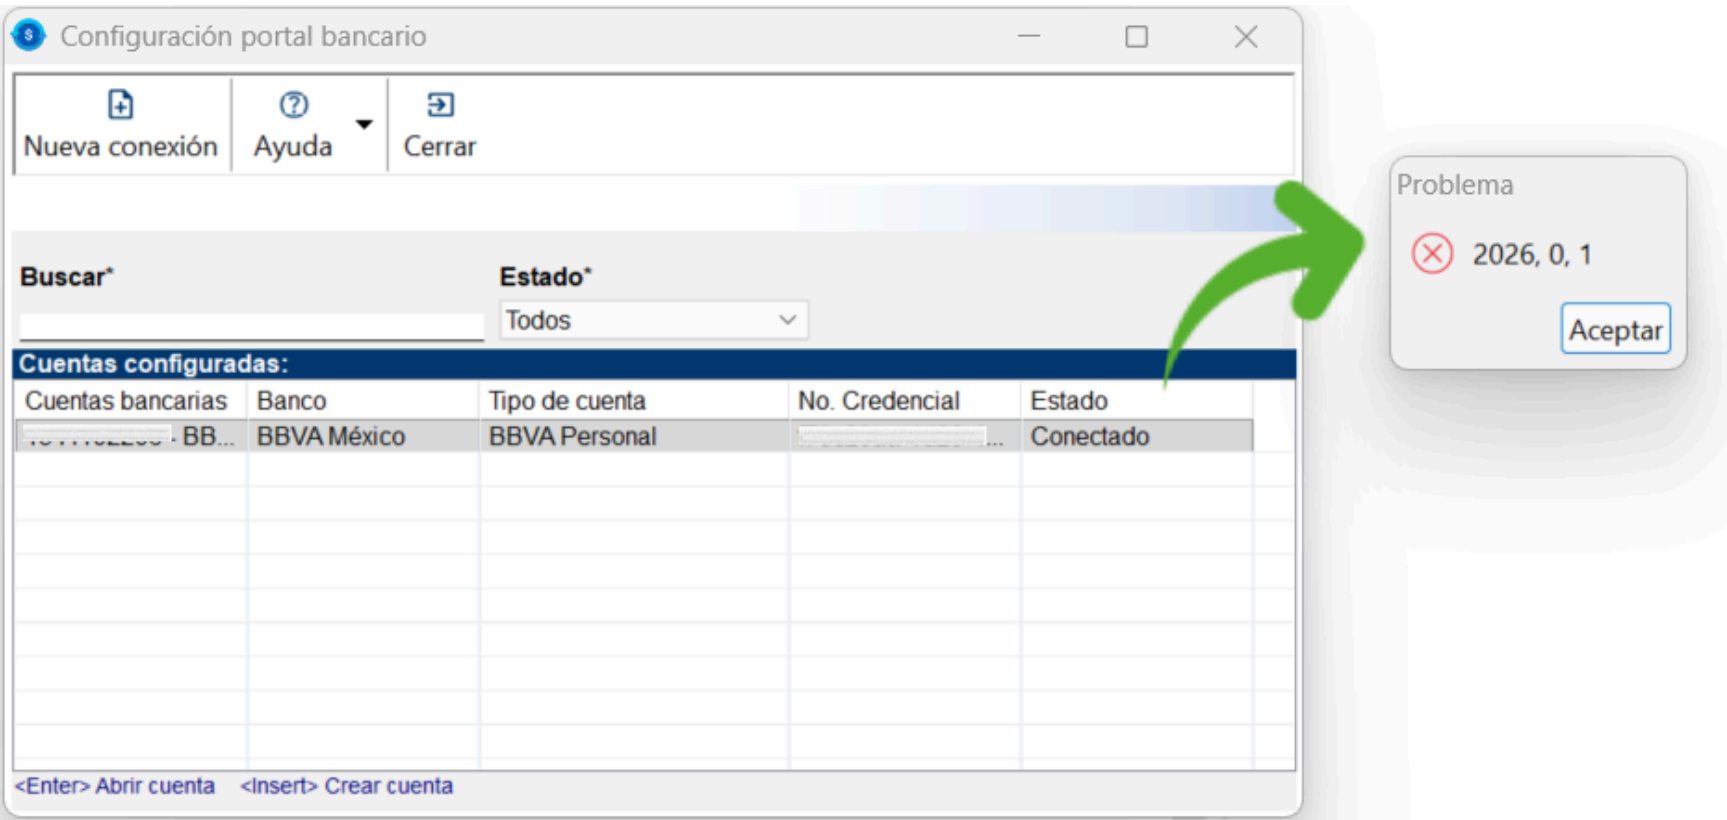 Configuración portal bancario
Nueva conexión
Ayuda
Cerrar
Problema
2026, 0, 1
Aceptar
Buscar*
Estado*
Todos
Cuentas configuradas:
Cuentas bancarias Banco Tipo de cuenta No. Credencial Estado
- BB... BBVA México BBVA Personal ... Conectado
<Enter> Abrir cuenta <Insert> Crear cuenta